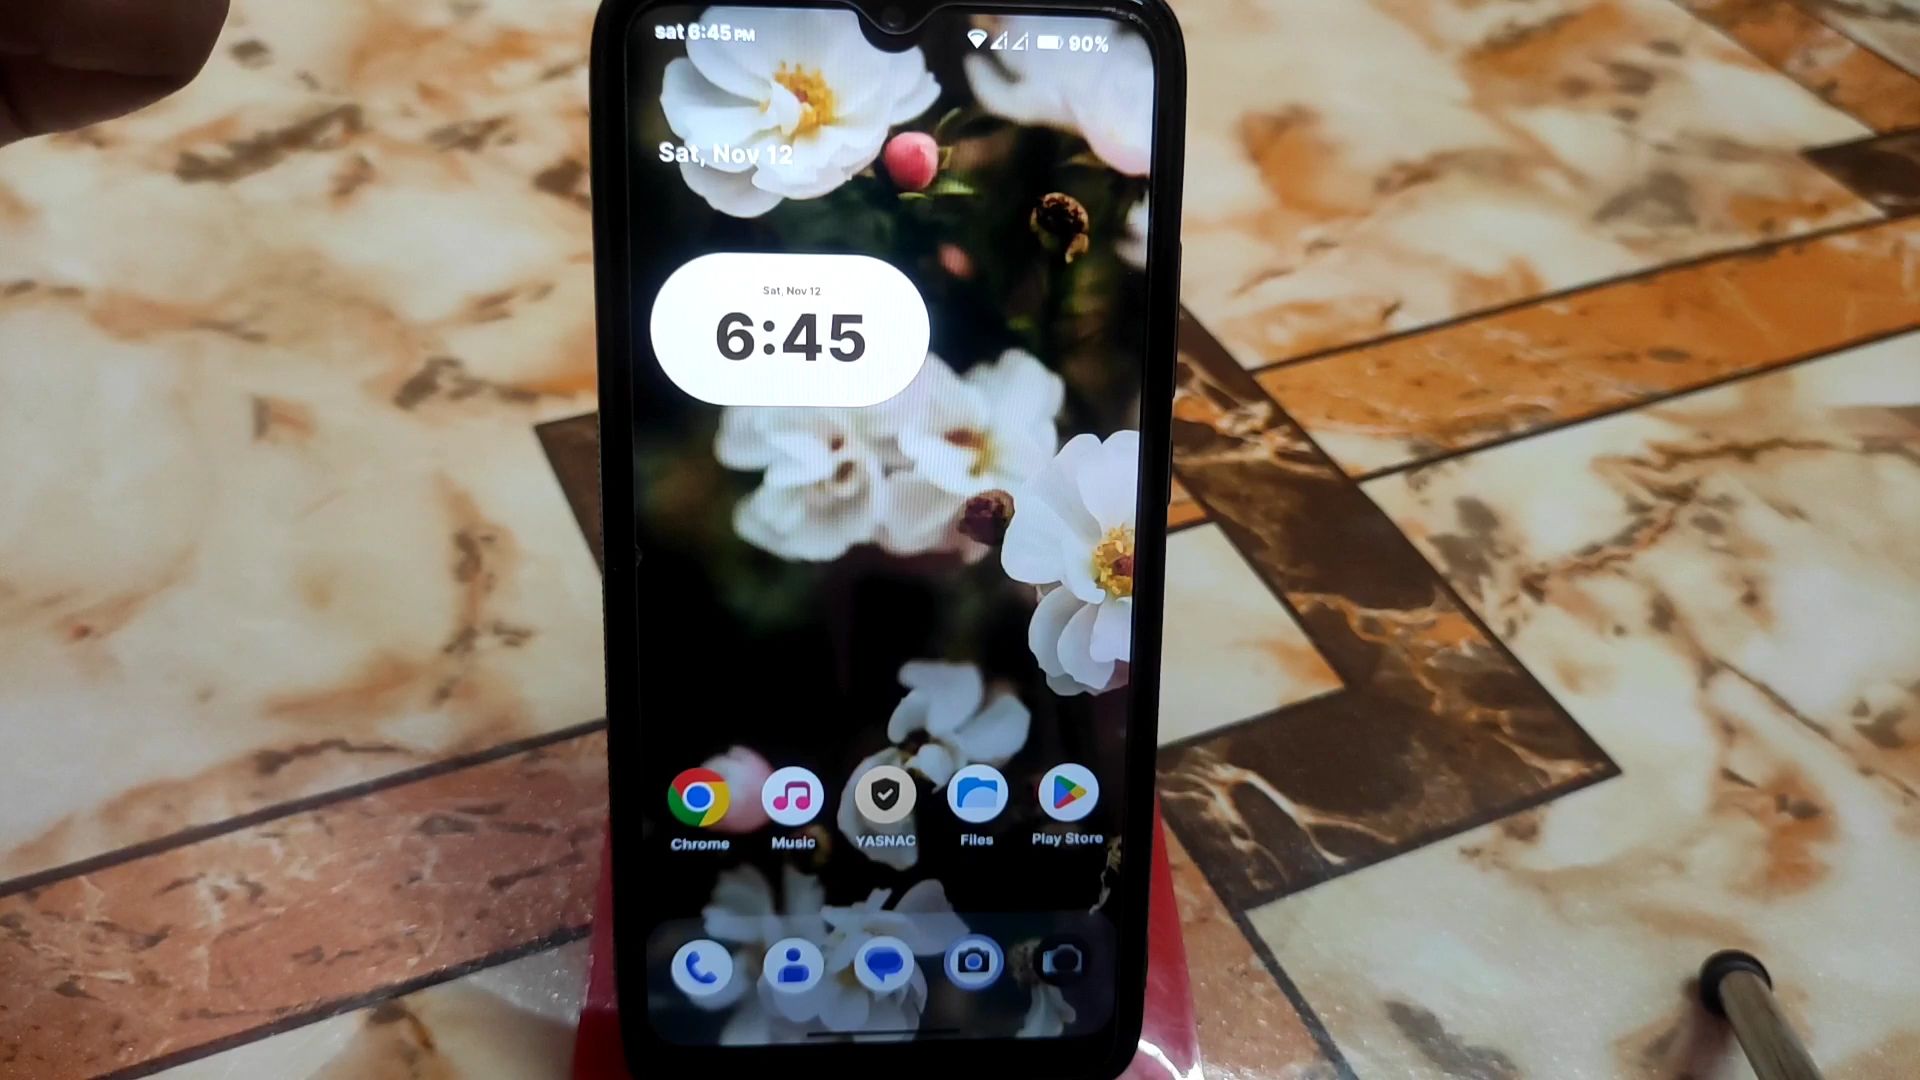 sat 6:45 PM
90%
Sat, Nov 12
Sat, Nov 12
6:45
Chrome
Music
YASNAC
Files
Play Store